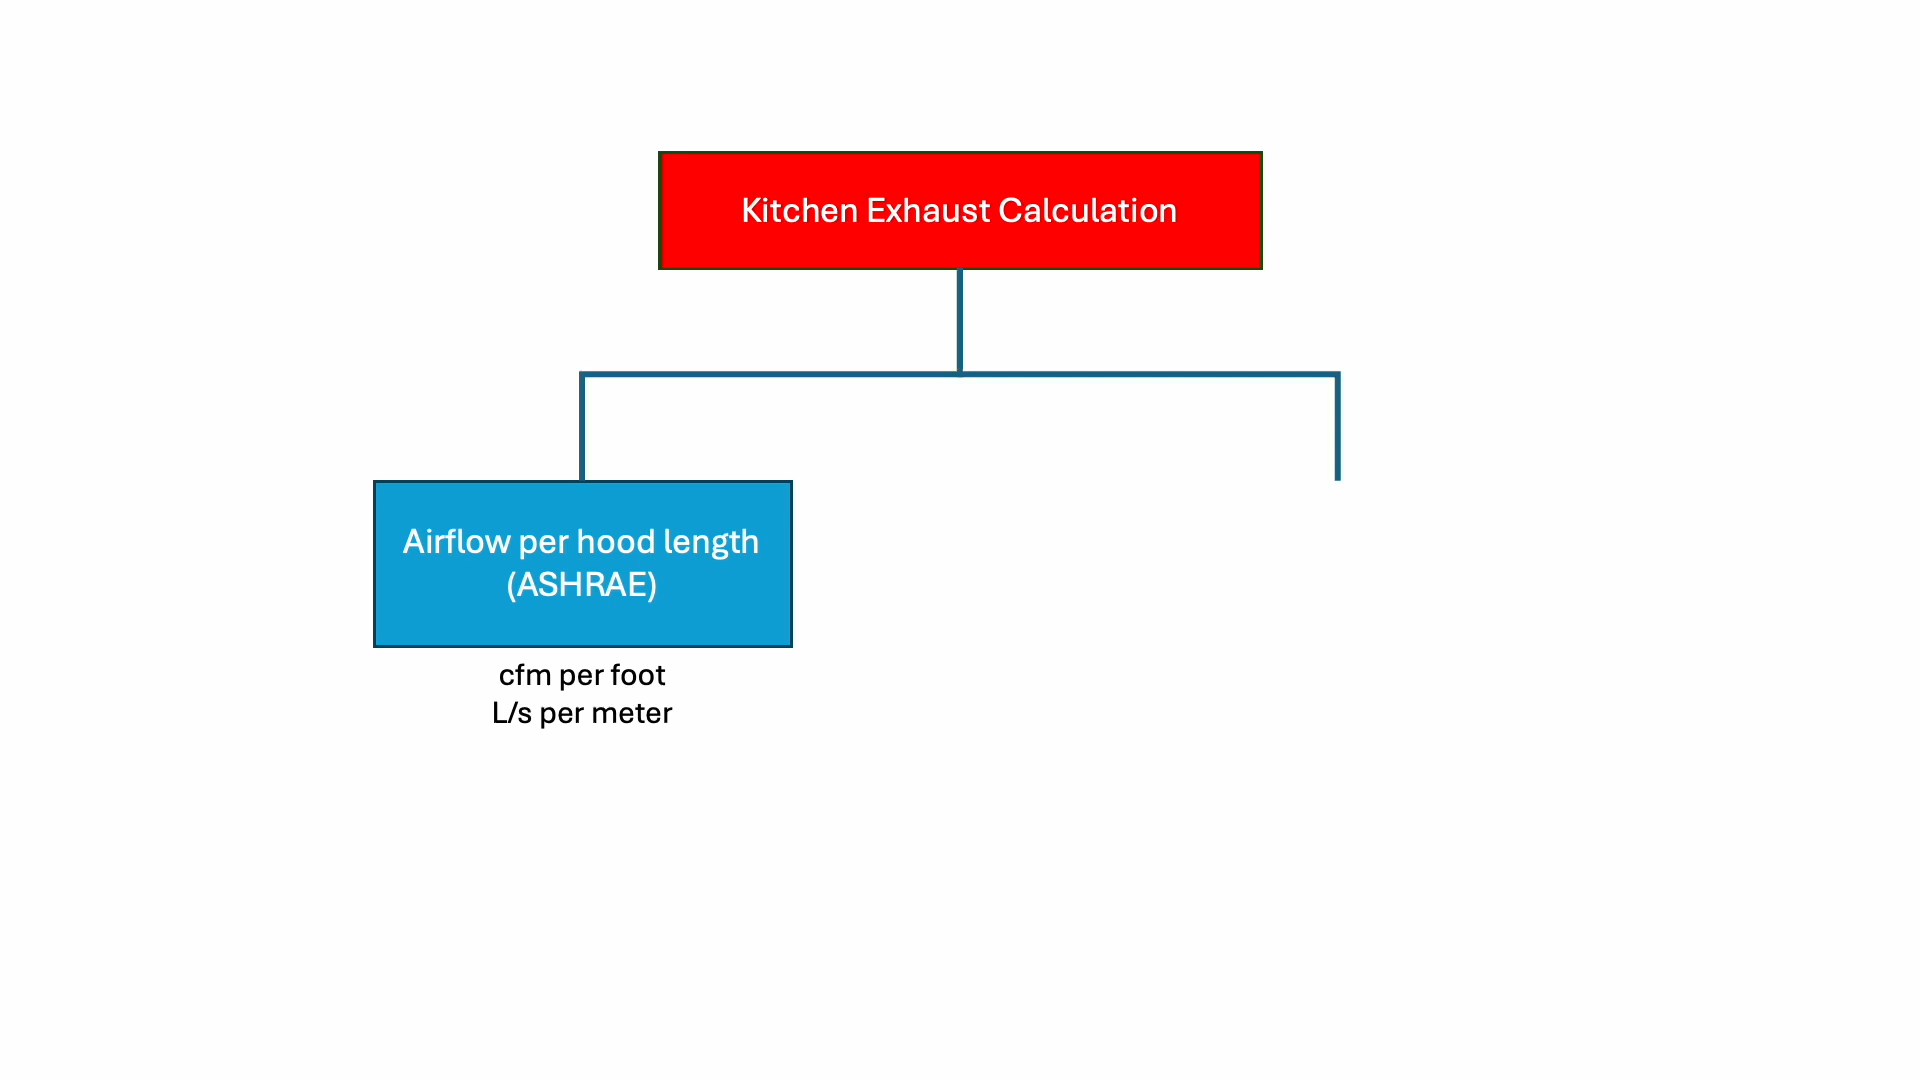 Kitchen Exhaust Calculation
Airflow per hood length
(ASHRAE)
cfm per foot
L/s per meter